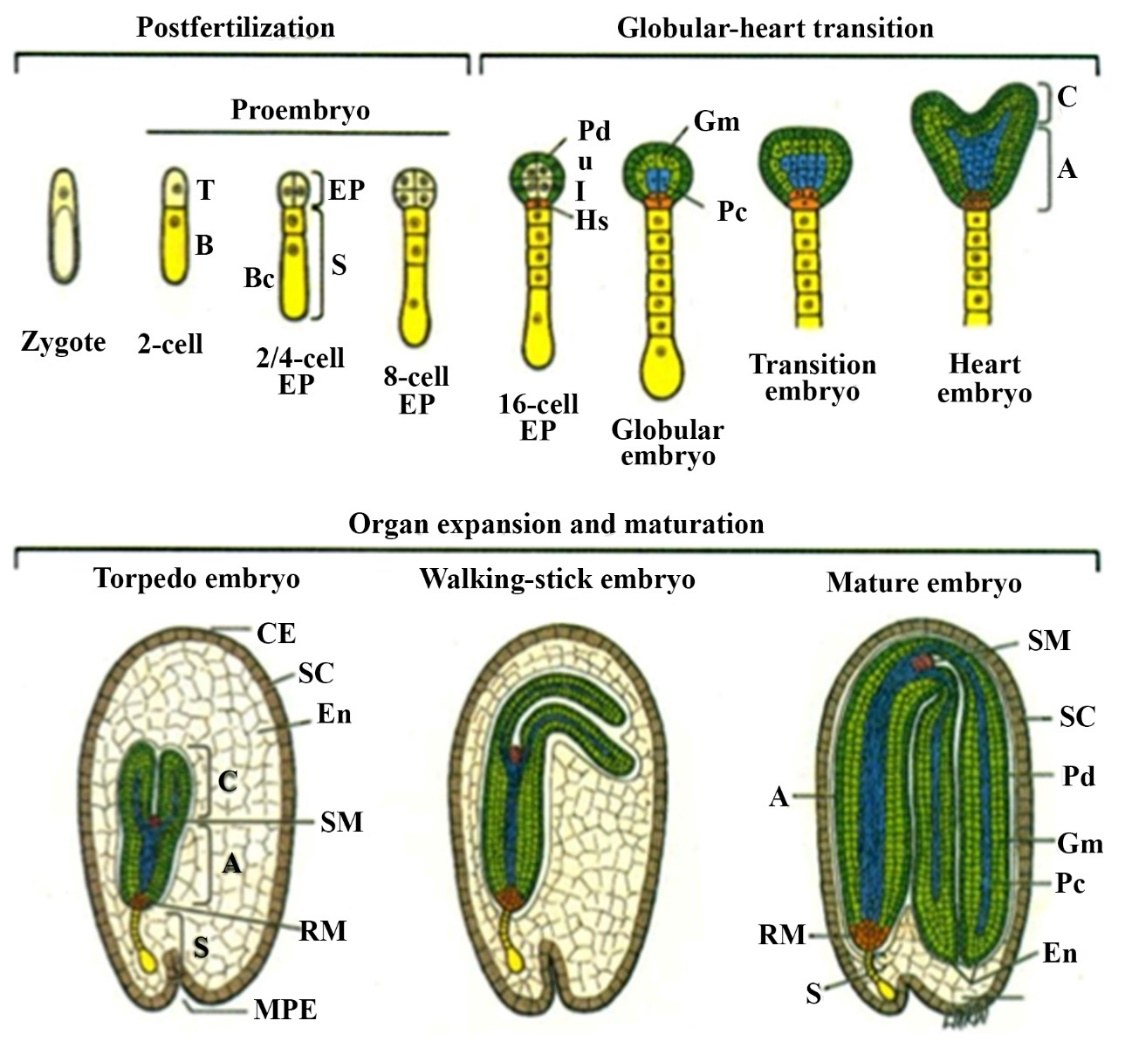 Postfertilization
Globular-heart transition
Proembryo
C
Pd
Gm
u
A
T
EP
I
Hs
Pc
B
Bc
S
Zygote
2-cell
2/4-cell
EP
8-cell
EP
16-cell
EP
Globular
embryo
Transition
embryo
Heart
embryo
Organ expansion and maturation
Torpedo embryo
Walking-stick embryo
Mature embryo
CE
SC
En
C
SM
A
RM
S
MPE
SM
SC
Pd
A
Gm
Pc
RM
En
S